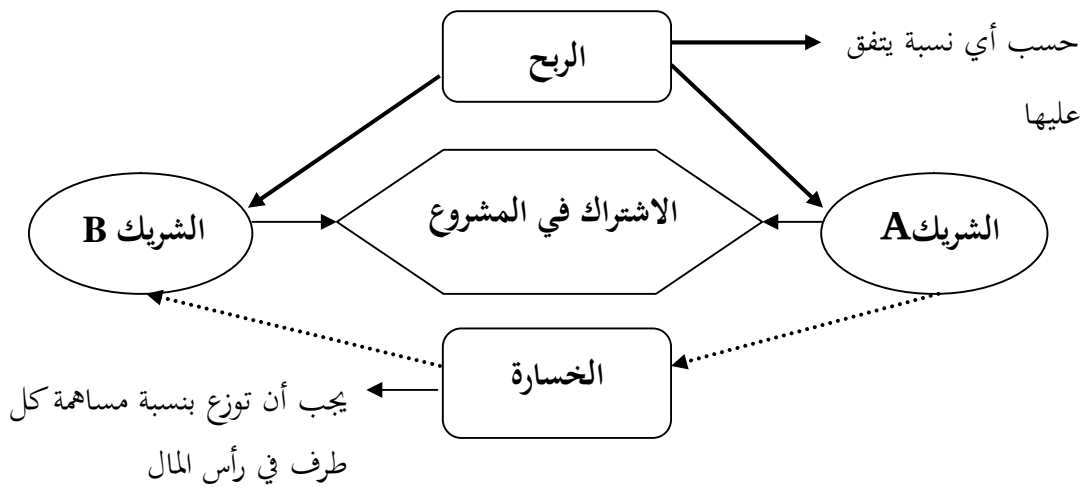 الربح
حسب أي نسبة يتفق
عليها
الاشتراك في المشروع
الشريكA
الشريك B
الخسارة
يجب أن توزع بنسبة مساهمة كل
طرف في رأس المال